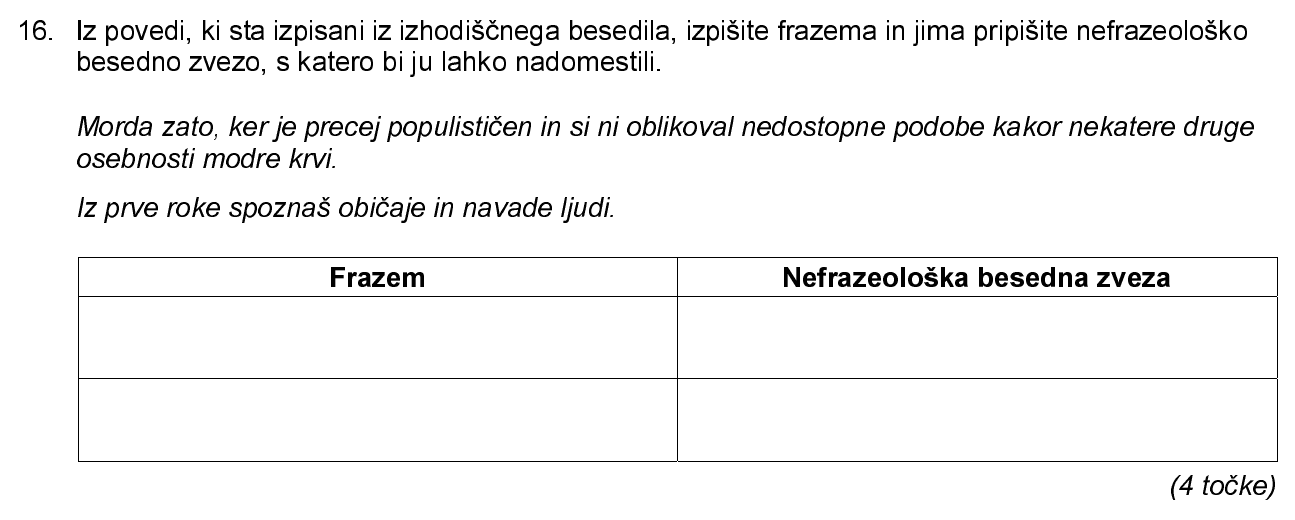 16. Iz povedi, ki sta izpisani iz izhodiščnega besedila, izpišite frazema in jima pripišite nefrazeološko
besedno zvezo, s katero bi ju lahko nadomestili.
Morda zato, ker je precej populističen in si ni oblikoval nedostopne podobe kakor nekatere druge
osebnosti modre krvi.
Iz prve roke spoznaš običaje in navade ljudi.
Frazem Nefrazeološka besedna zveza
(4 točke)